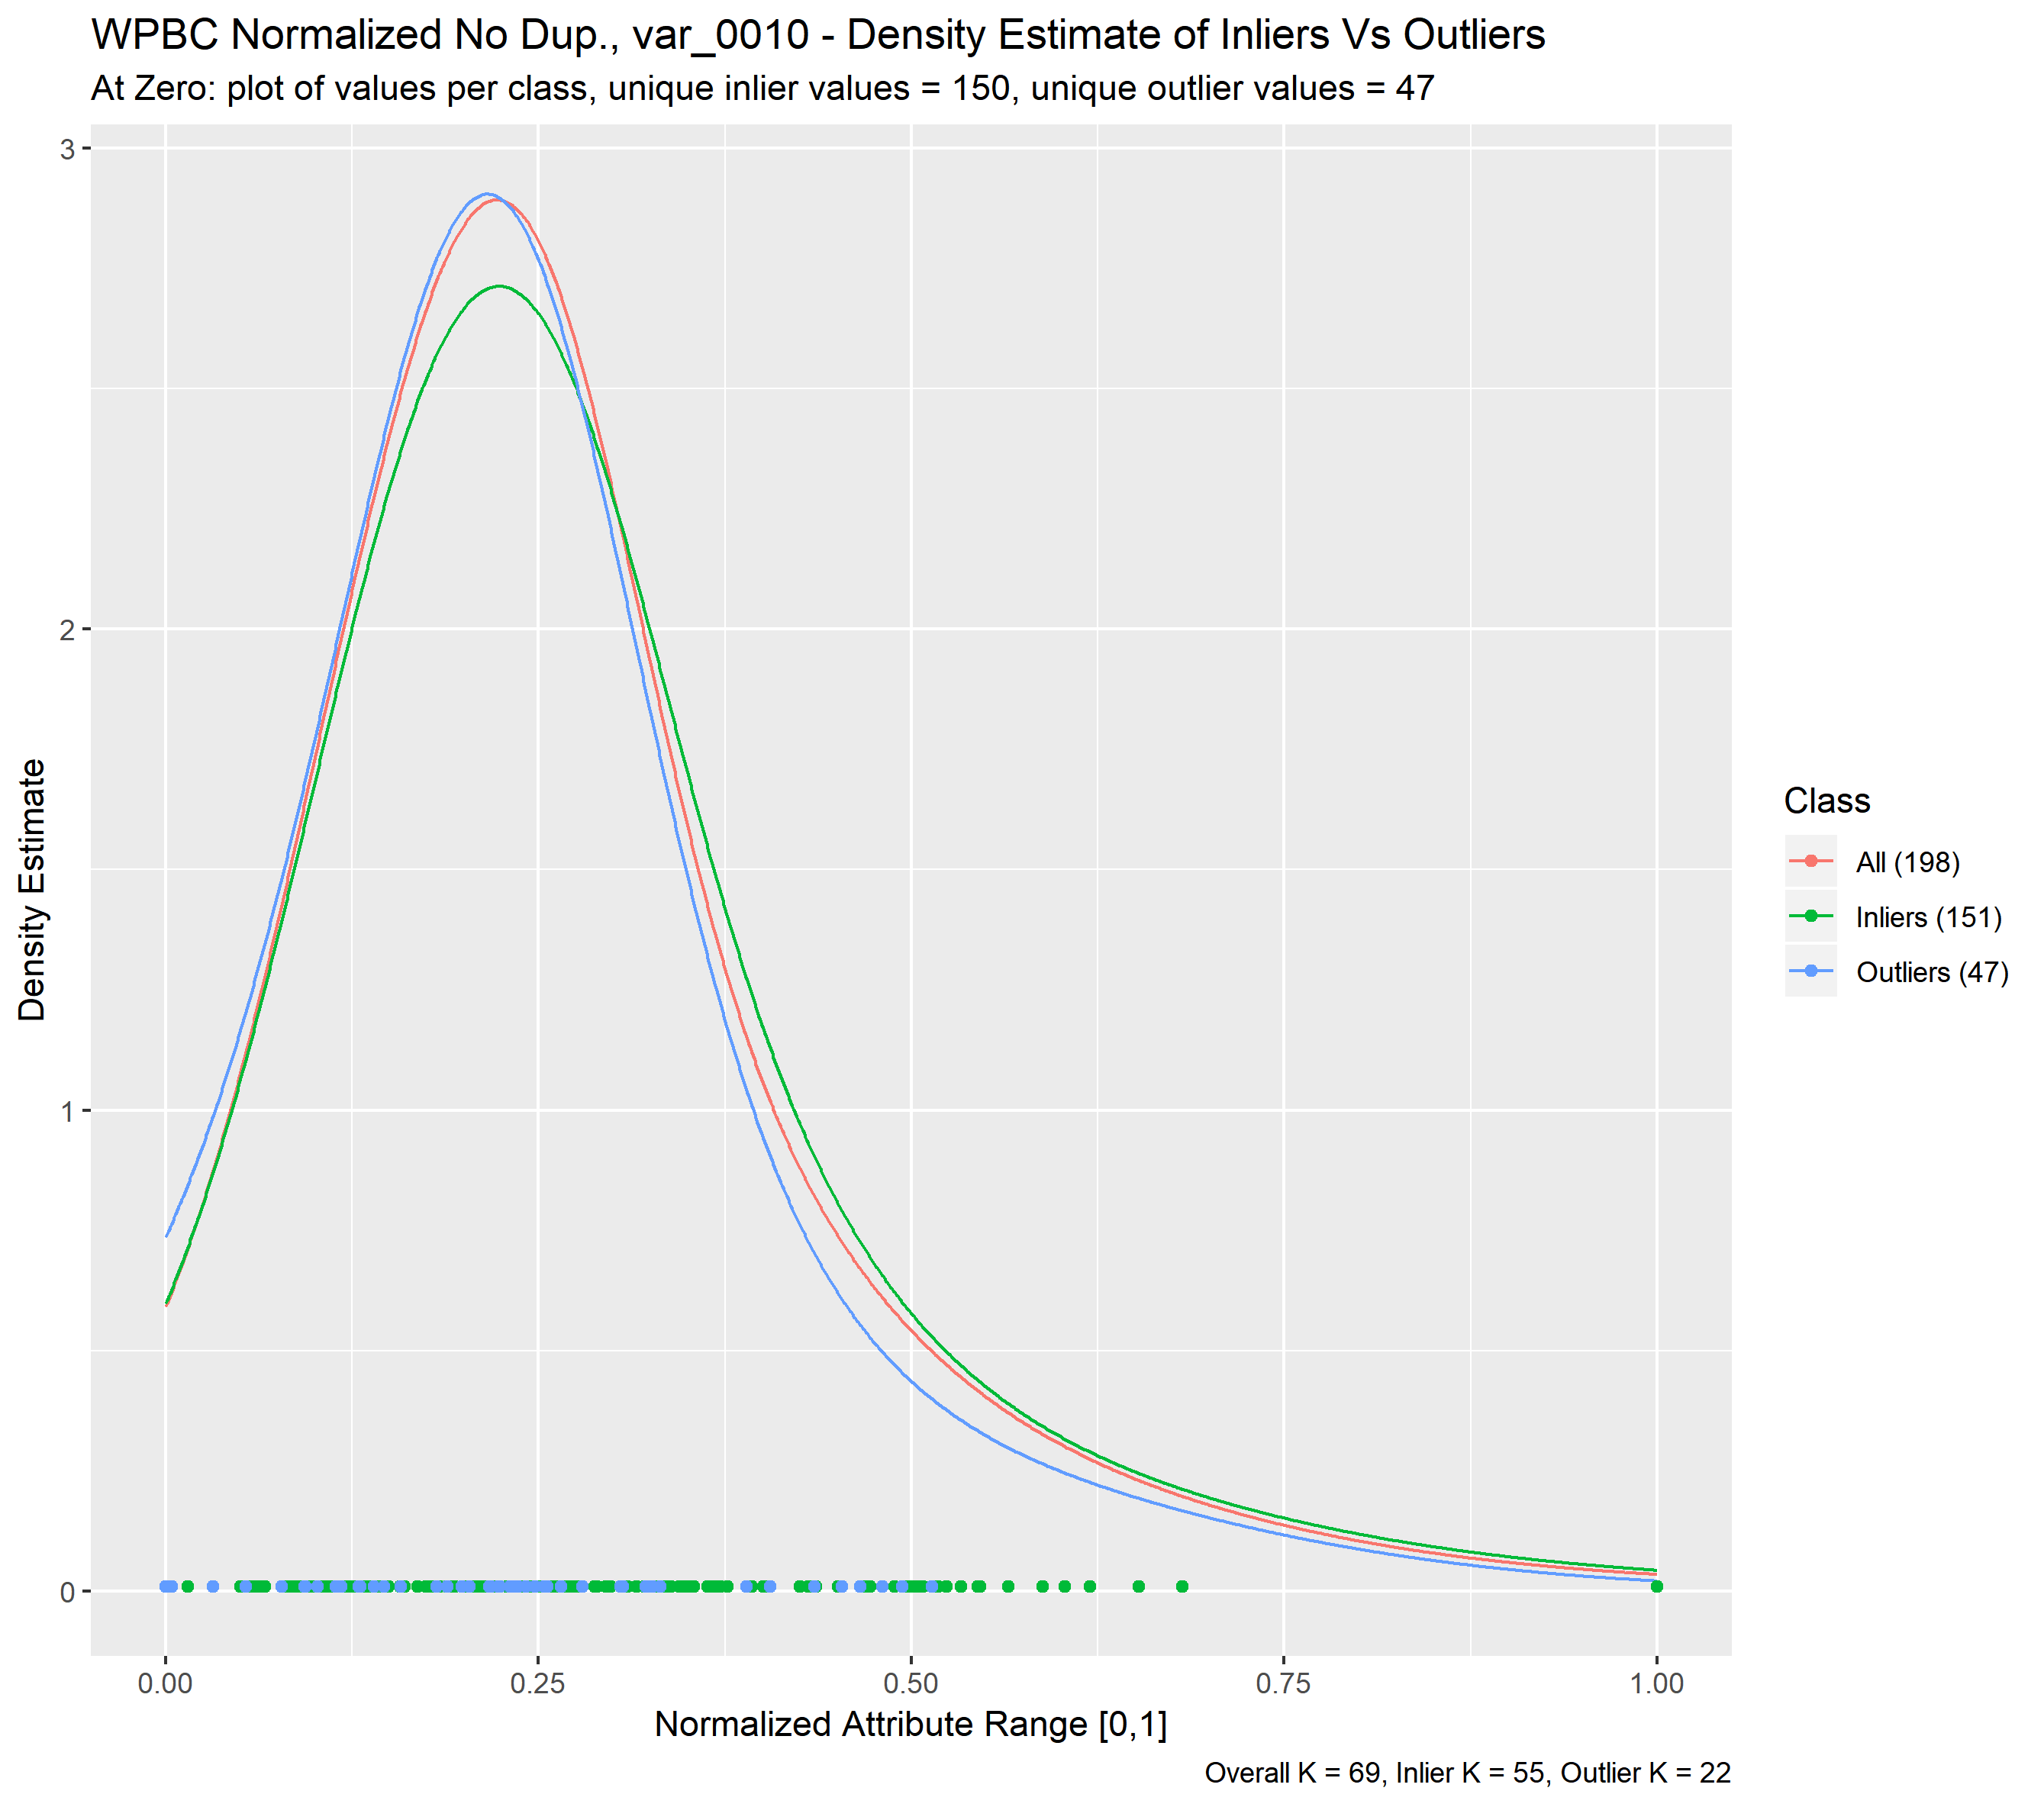 WPBC Normalized No Dup., var_0010 - Density Estimate of Inliers Vs Outliers
At Zero: plot of values per class, unique inlier values = 150, unique outlier values = 47
3
2
1
0
Density Estimate
0.00
0.25
0.50
0.75
1.00
Normalized Attribute Range [0,1]
Overall K = 69, Inlier K = 55, Outlier K = 22
Class
All (198)
Inliers (151)
Outliers (47)